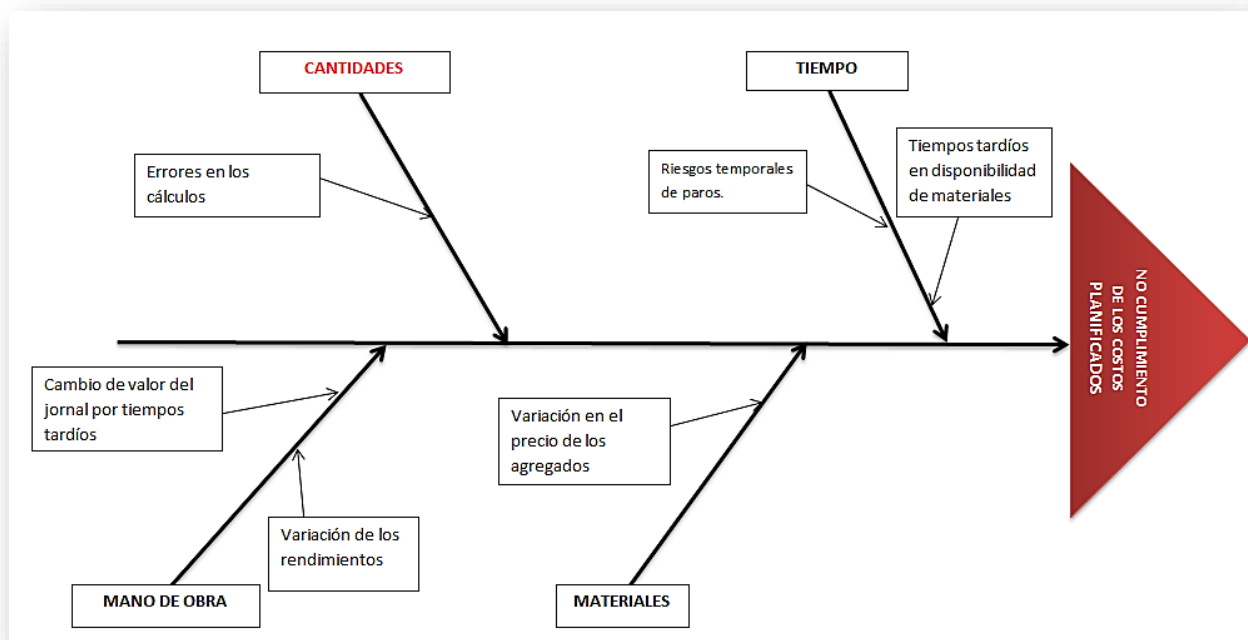 CANTIDADES
TIEMPO
Errores en los
cálculos
Riesgos temporales
de paros.
Tiempos tardíos
en disponibilidad
de materiales
NO CUMPLIMIENTO
DE LOS COSTOS
PLANIFICADOS
Cambio de valor del
jornal por tiempos
tardíos
Variación en el
precio de los
agregados
Variación de los
rendimientos
MANO DE OBRA
MATERIALES